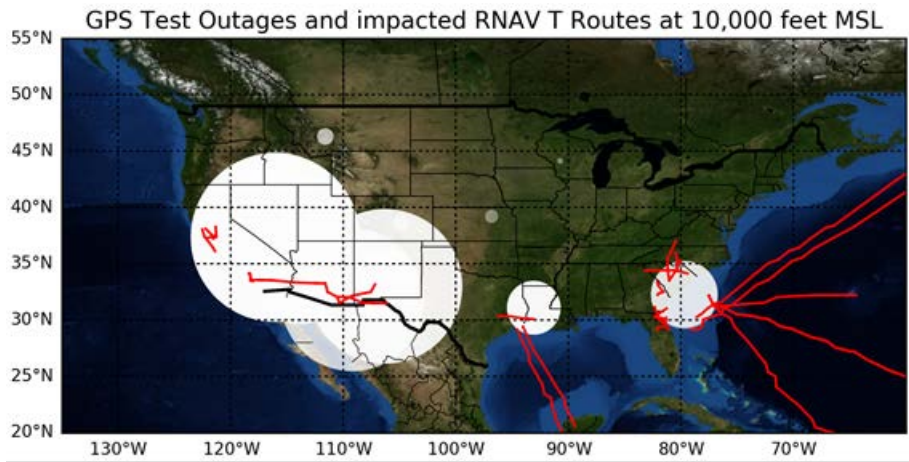 GPS Test Outages and impacted RNAV T Routes at 10,000 feet MSL
55°N
50°N
45°N
40°N
35°N
30°N
25°N
20°N
130°W 120°W 110°W 100°W 90°W 80°W 70°W